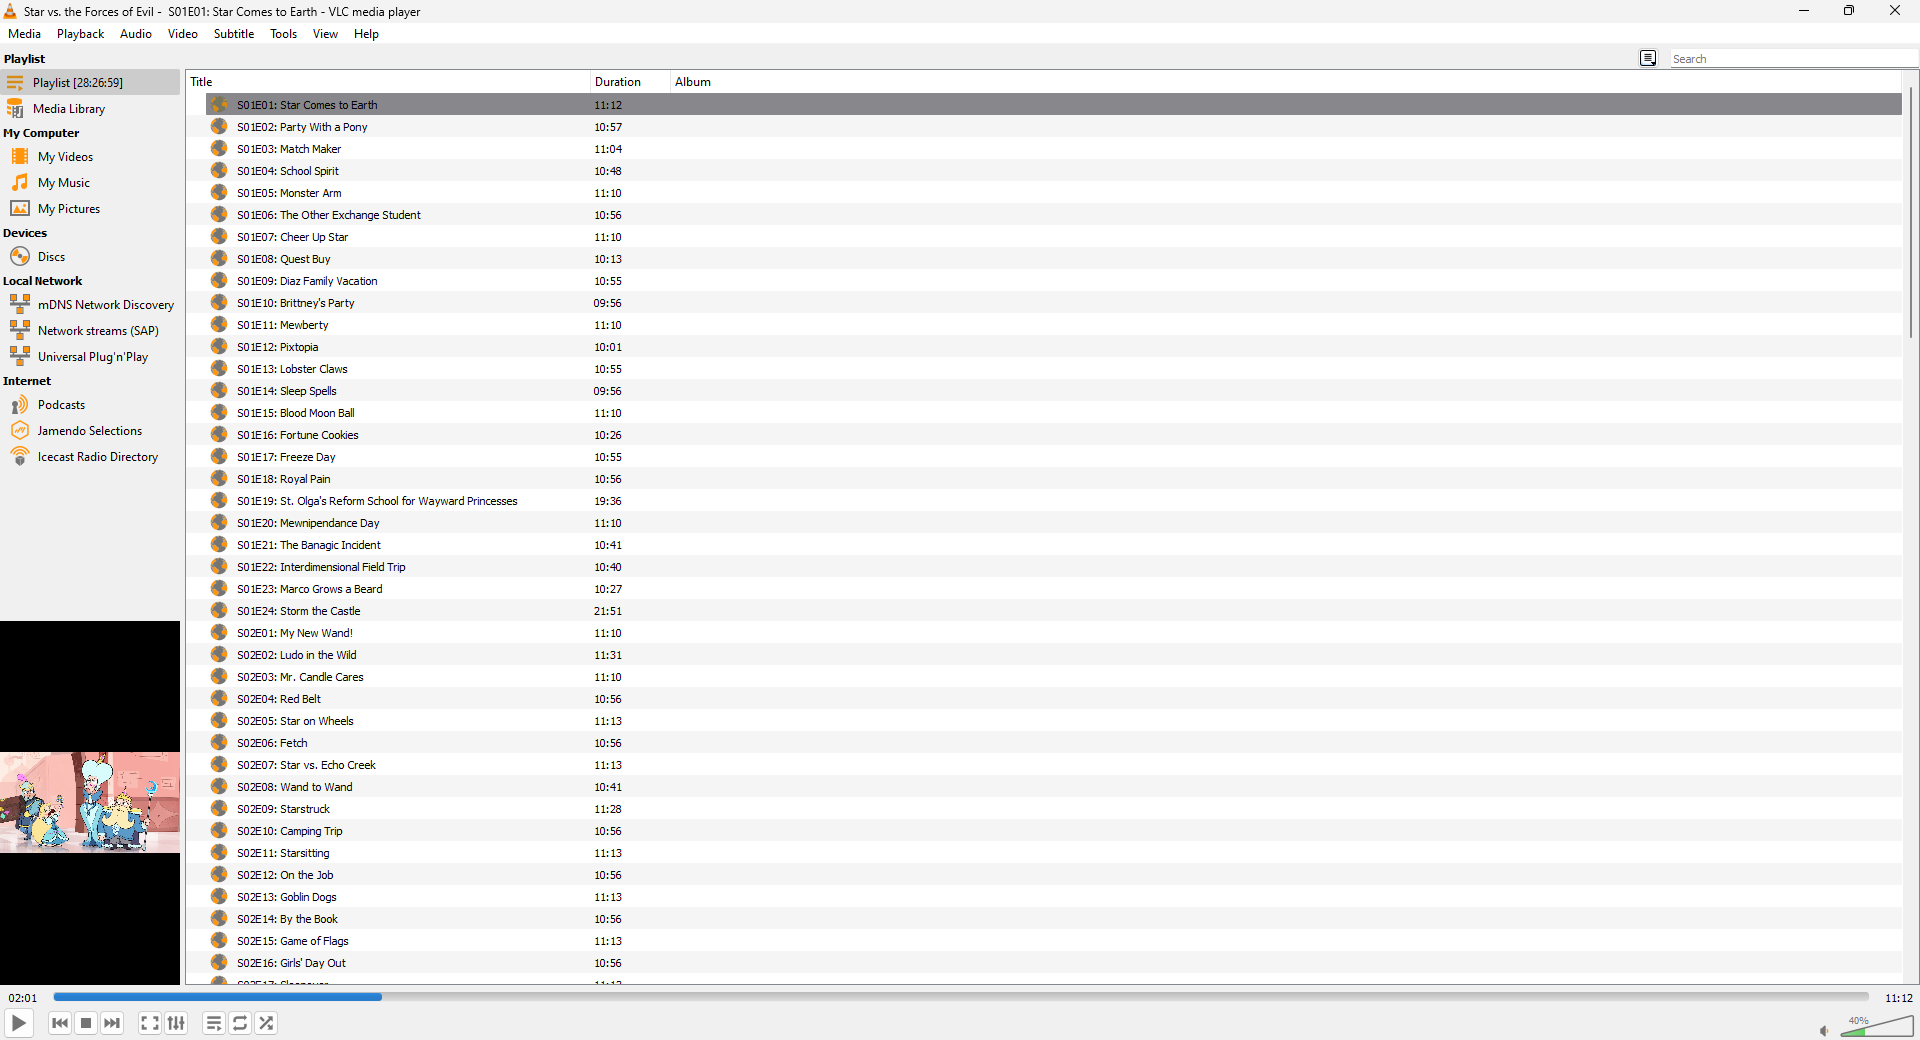 Star vs. the Forces of Evil - S01E01: Star Comes to Earth - VLC media player
Media Playback Audio Video Subtitle Tools View Help
Playlist
Search
Playlist [28:26:59]
Media Library
My Computer
My Videos
My Music
My Pictures
Devices
Discs
Local Network
mDNS Network Discovery
Network streams (SAP)
Universal Plug'n'Play
Internet
Podcasts
Jamendo Selections
Icecast Radio Directory
Title Duration Album
S01E01: Star Comes to Earth 11:12
S01E02: Party With a Pony 10:57
S01E03: Match Maker 11:04
S01E04: School Spirit 10:48
S01E05: Monster Arm 11:10
S01E06: The Other Exchange Student 10:56
S01E07: Cheer Up Star 11:10
S01E08: Quest Buy 10:13
S01E09: Diaz Family Vacation 10:55
S01E10: Brittney's Party 09:56
S01E11: Mewberty 11:10
S01E12: Pixtopia 10:01
S01E13: Lobster Claws 10:55
S01E14: Sleep Spells 09:56
S01E15: Blood Moon Ball 11:10
S01E16: Fortune Cookies 10:26
S01E17: Freeze Day 10:55
S01E18: Royal Pain 10:56
S01E19: St. Olga's Reform School for Wayward Princesses 19:36
S01E20: Mewnipendance Day 11:10
S01E21: The Banagic Incident 10:41
S01E22: Interdimensional Field Trip 10:40
S01E23: Marco Grows a Beard 10:27
S01E24: Storm the Castle 21:51
S02E01: My New Wand! 11:10
S02E02: Ludo in the Wild 11:31
S02E03: Mr. Candle Cares 11:10
S02E04: Red Belt 10:56
S02E05: Star on Wheels 11:13
S02E06: Fetch 10:56
S02E07: Star vs. Echo Creek 11:13
S02E08: Wand to Wand 10:41
S02E09: Starstruck 11:28
S02E10: Camping Trip 10:56
S02E11: Starsitting 11:13
S02E12: On the Job 10:56
S02E13: Goblin Dogs 11:13
S02E14: By the Book 10:56
S02E15: Game of Flags 11:13
S02E16: Girls' Day Out 10:56
02:01 11:12
40%